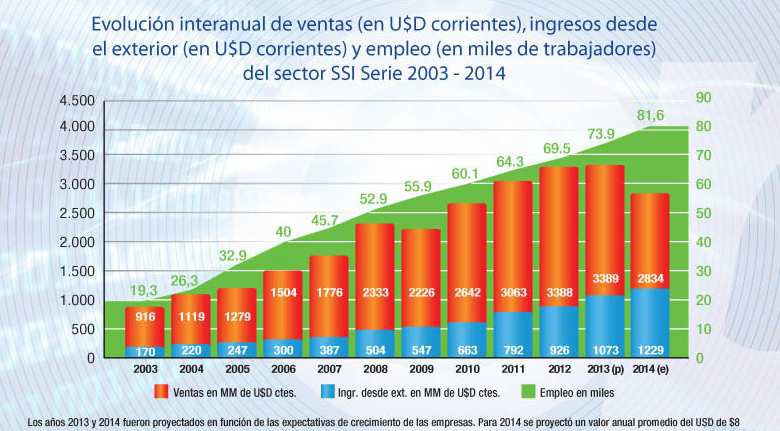 Evolución interanual de ventas (en U$D corrientes), ingresos desde
el exterior (en U$D corrientes) y empleo (en miles de trabajadores)
del sector SSI Serie 2003 - 2014
4.500
4.000
3.500
3.000
2.500
2.000
1.500
1.000
500
0
90
80
70
60
50
40
30
20
10
0
19,3 26,3 32.9 40 45.7 52.9 55.9 60.1 64.3 69.5 73.9 81,6
916 1119 1279 1504 1776 2333 2226 2642 3063 3388 3389 2834
170 220 247 300 387 504 547 663 792 926 1073 1229
2003 2004 2005 2006 2007 2008 2009 2010 2011 2012 2013 (p) 2014 (e)
Ventas en MM de U$D ctes. Ingr. desde ext. en MM de U$D ctes. Empleo en miles
Los años 2013 y 2014 fueron proyectados en función de las expectativas de crecimiento de las empresas. Para 2014 se proyectó un valor anual promedio del USD de $8